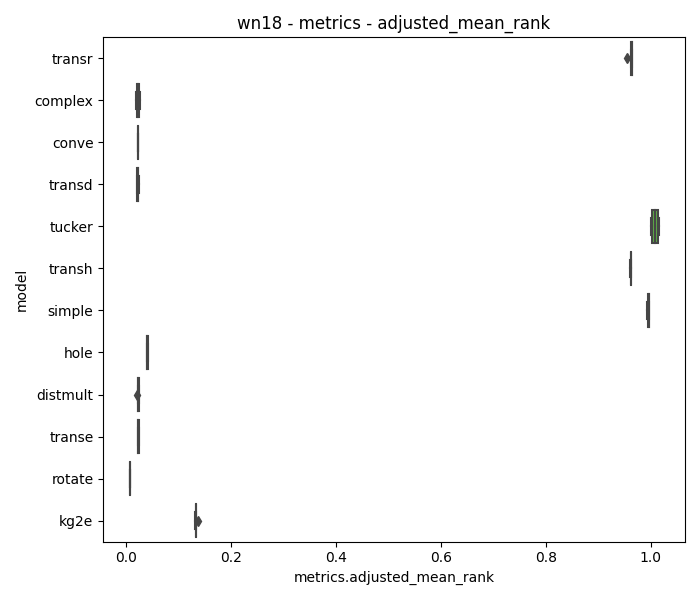 wn18 - metrics - adjusted_mean_rank
transr
complex
conve
transd
tucker
transh
simple
hole
distmult
transe
rotate
kg2e
model
0.0 0.2 0.4 0.6 0.8 1.0
metrics.adjusted_mean_rank